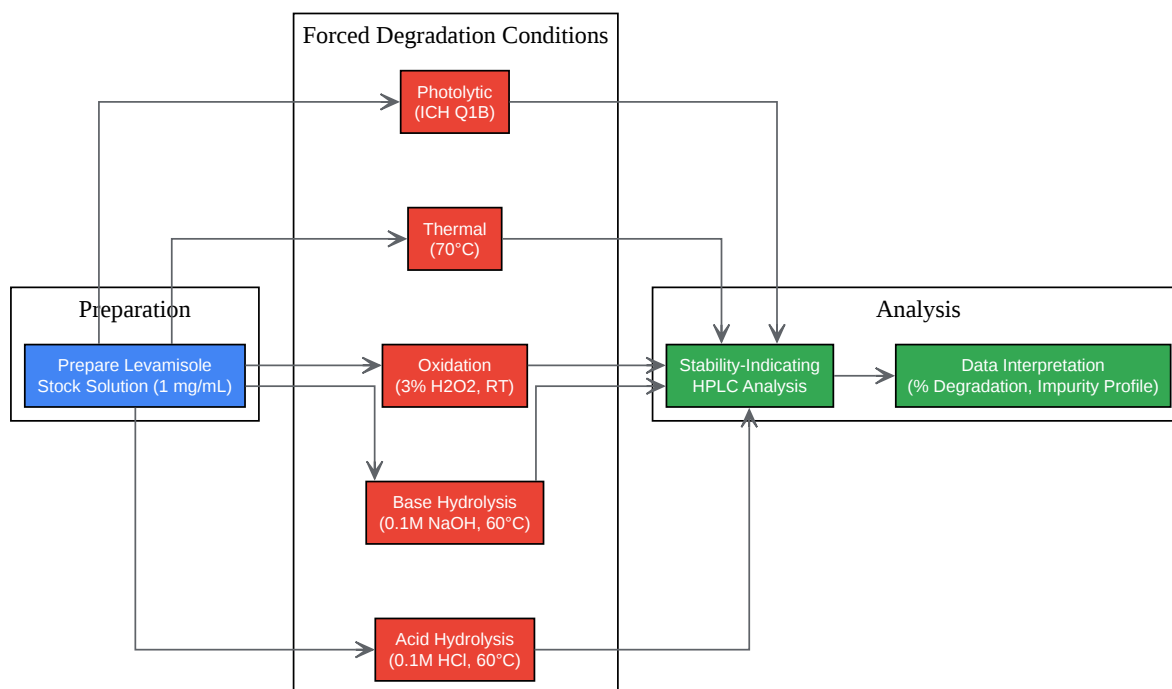 Forced Degradation Conditions
Photolytic
(ICH Q1B)
Thermal
(70°C)
Preparation
Prepare Levamisole
Stock Solution (1 mg/mL)
Oxidation
(3% H2O2, RT)
Base Hydrolysis
(0.1M NaOH, 60°C)
Acid Hydrolysis
(0.1M HCl, 60°C)
Analysis
Stability-Indicating
HPLC Analysis
Data Interpretation
(% Degradation, Impurity Profile)